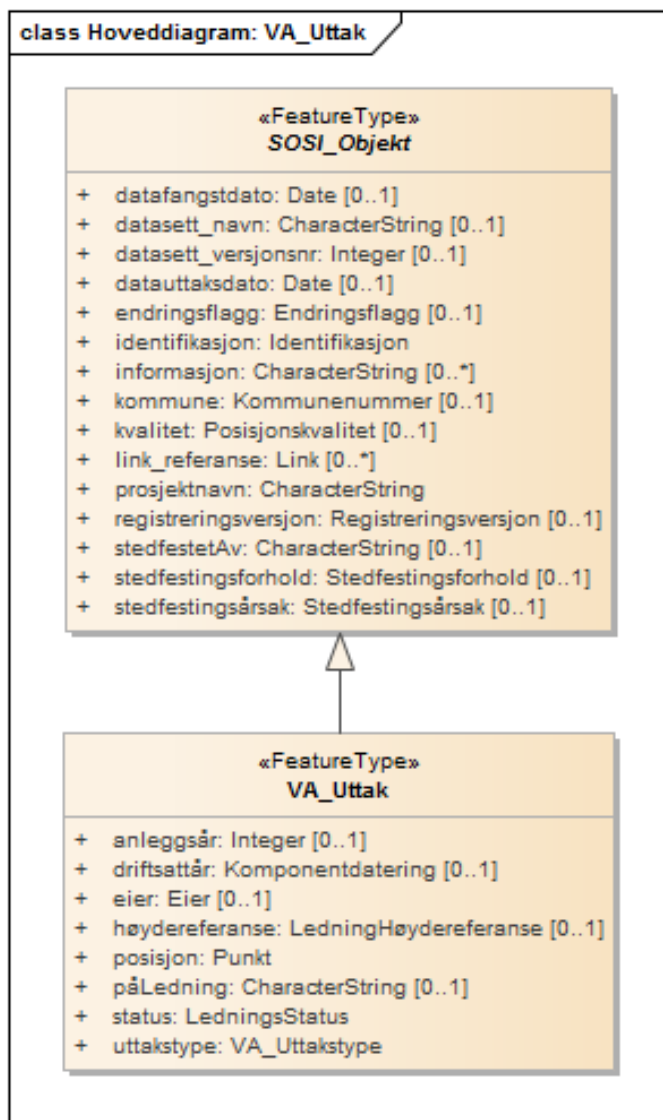 class Hoveddiagram: VA_Uttak
«FeatureType»
SOSI_Objekt
+ datafangstdato: Date [0..1]
+ datasett_navn: CharacterString [0..1]
+ datasett_versjonsnr: Integer [0..1]
+ datauttaksdato: Date [0..1]
+ endringsflagg: Endringsflagg [0..1]
+ identifikasjon: Identifikasjon
+ informasjon: CharacterString [0..*]
+ kommune: Kommunenummer [0..1]
+ kvalitet: Posisjonskvalitet [0..1]
+ link_referanse: Link [0..*]
+ prosjektnavn: CharacterString
+ registreringsversjon: Registreringsversjon [0..1]
+ stedfestetAv: CharacterString [0..1]
+ stedfestingsforhold: Stedfestingsforhold [0..1]
+ stedfestingsårsak: Stedfestingsårsak [0..1]
«FeatureType»
VA_Uttak
+ anleggsår: Integer [0..1]
+ driftsattår: Komponentdatering [0..1]
+ eier: Eier [0..1]
+ høydereferanse: LedningHøydereferanse [0..1]
+ posisjon: Punkt
+ påLedning: CharacterString [0..1]
+ status: LedningsStatus
+ uttakstype: VA_Uttakstype